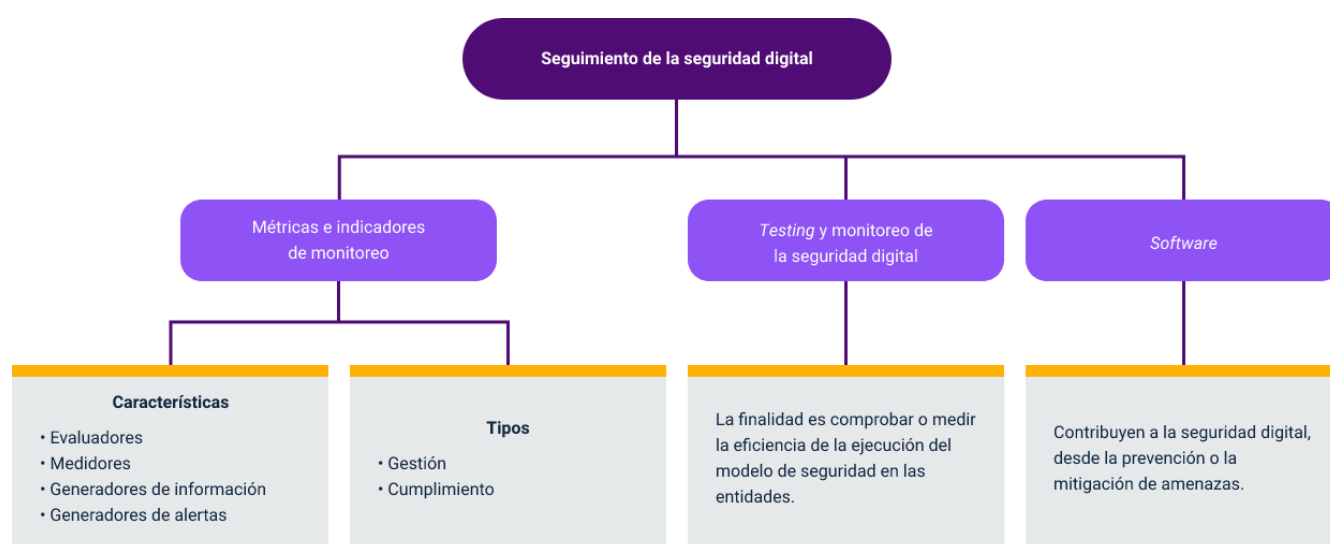 Seguimiento de la seguridad digital
Métricas e indicadores
de monitoreo
Testing y monitoreo de
la seguridad digital
Software
Características
• Evaluadores
• Medidores
• Generadores de información
• Generadores de alertas
Tipos
• Gestión
• Cumplimiento
La finalidad es comprobar o medir
la eficiencia de la ejecución del
modelo de seguridad en las
entidades.
Contribuyen a la seguridad digital,
desde la prevención o la
mitigación de amenazas.